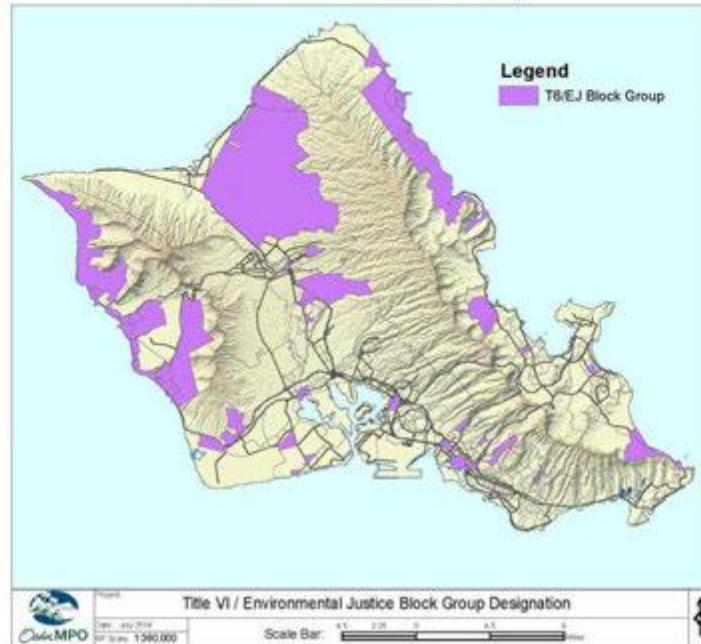 Legend
T6/EJ Block Group
Title VI / Environmental Justice Block Group Designation
OahuMPO
Scale Bar: